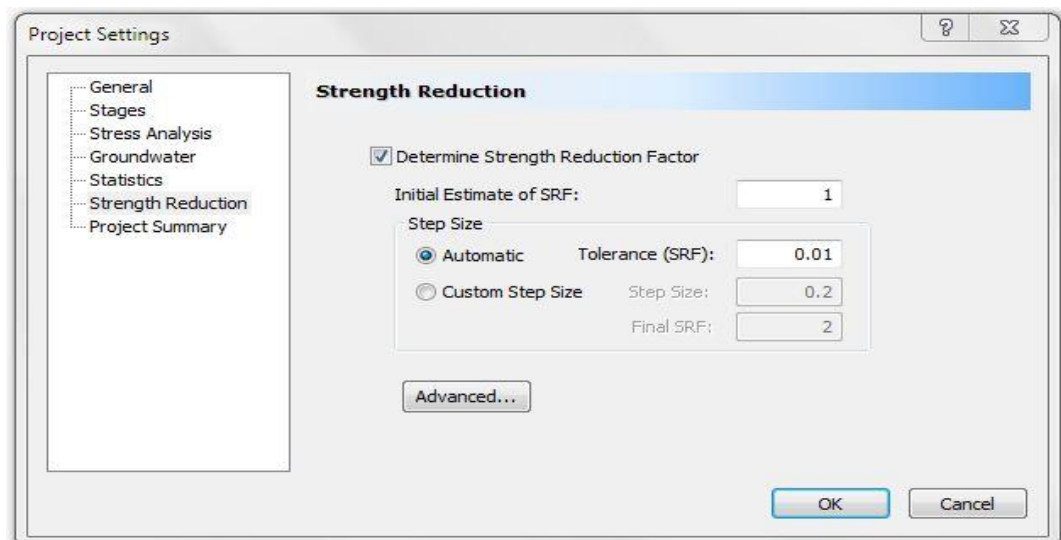 Project Settings
?
General
Stages
Stress Analysis
Groundwater
Statistics
Strength Reduction
Project Summary
Strength Reduction
Determine Strength Reduction Factor
Initial Estimate of SRF: 1
Step Size
Automatic Tolerance (SRF): 0.01
Custom Step Size Step Size: 0.2
Final SRF: 2
Advanced...
OK Cancel